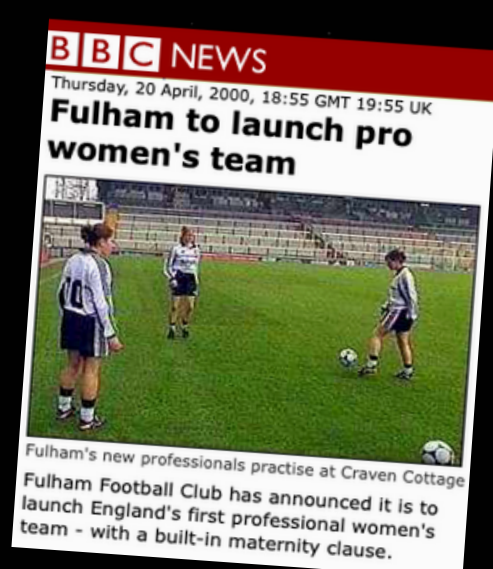 BBC NEWS
Thursday, 20 April, 2000, 18:55 GMT 19:55 UK
Fulham to launch pro
women's team
10
Fulham's new professionals practise at Craven Cottage
Fulham Football Club has announced it is to
launch England's first professional women's
team - with a built-in maternity clause.